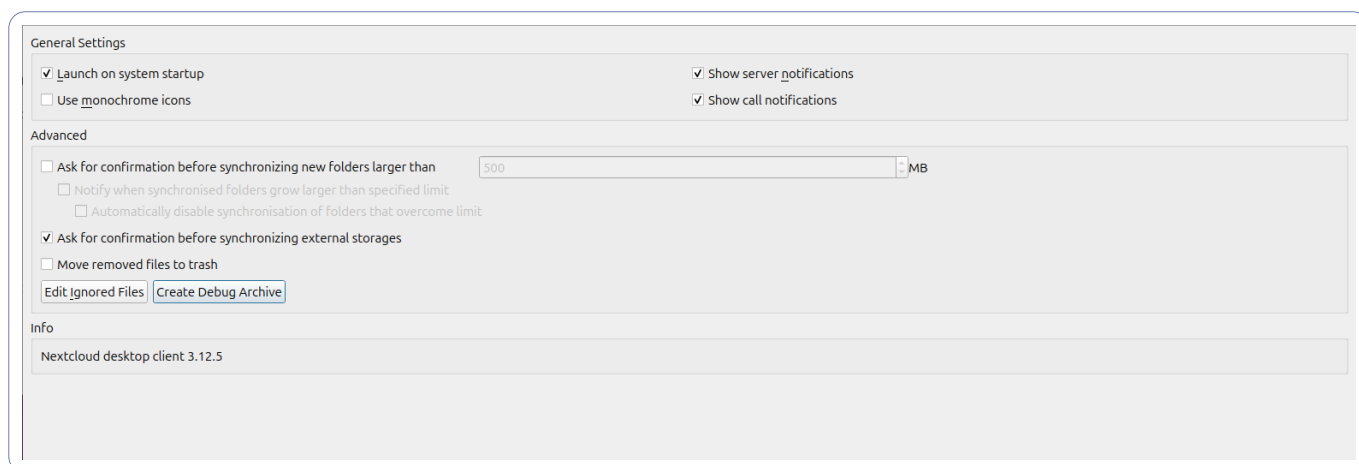 General Settings
Launch on system startup
Show server notifications
Use monochrome icons
Show call notifications
Advanced
Ask for confirmation before synchronizing new folders larger than 500 MB
Notify when synchronised folders grow larger than specified limit
Automatically disable synchronisation of folders that overcome limit
Ask for confirmation before synchronizing external storages
Move removed files to trash
Edit Ignored Files Create Debug Archive
Info
Nextcloud desktop client 3.12.5